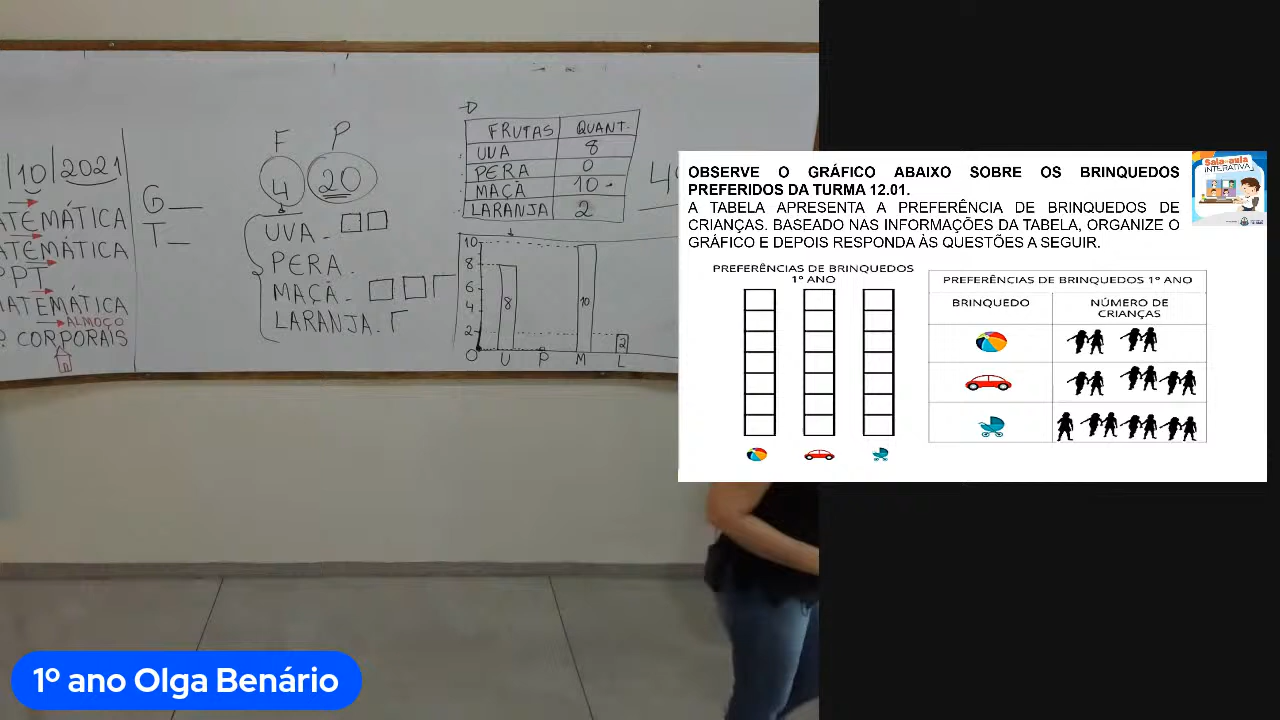 /10/2021
ATEMÁTICA
ATEMÁTICA
PPT
MATEMÁTICA
ALMOÇO
CORPORAIS
G
T
F P
4 20
UVA
PERA.
MAÇÃ
LARANJA.
FRUTAS QUANT.
UVA 8
PERA 0
MAÇÃ 10
LARANJA 2
10
8
6
4
2
0
8
10
2
U P M L
OBSERVE O GRÁFICO ABAIXO SOBRE OS BRINQUEDOS
PREFERIDOS DA TURMA 12.01.
A TABELA APRESENTA A PREFERÊNCIA DE BRINQUEDOS DE
CRIANÇAS. BASEADO NAS INFORMAÇÕES DA TABELA, ORGANIZE O
GRÁFICO E DEPOIS RESPONDA ÀS QUESTÕES A SEGUIR.
Sala de aula
INTERATIVA
PREFERÊNCIAS DE BRINQUEDOS
1º ANO
PREFERÊNCIAS DE BRINQUEDOS 1º ANO
BRINQUEDO
NÚMERO DE
CRIANÇAS
1º ano Olga Benário